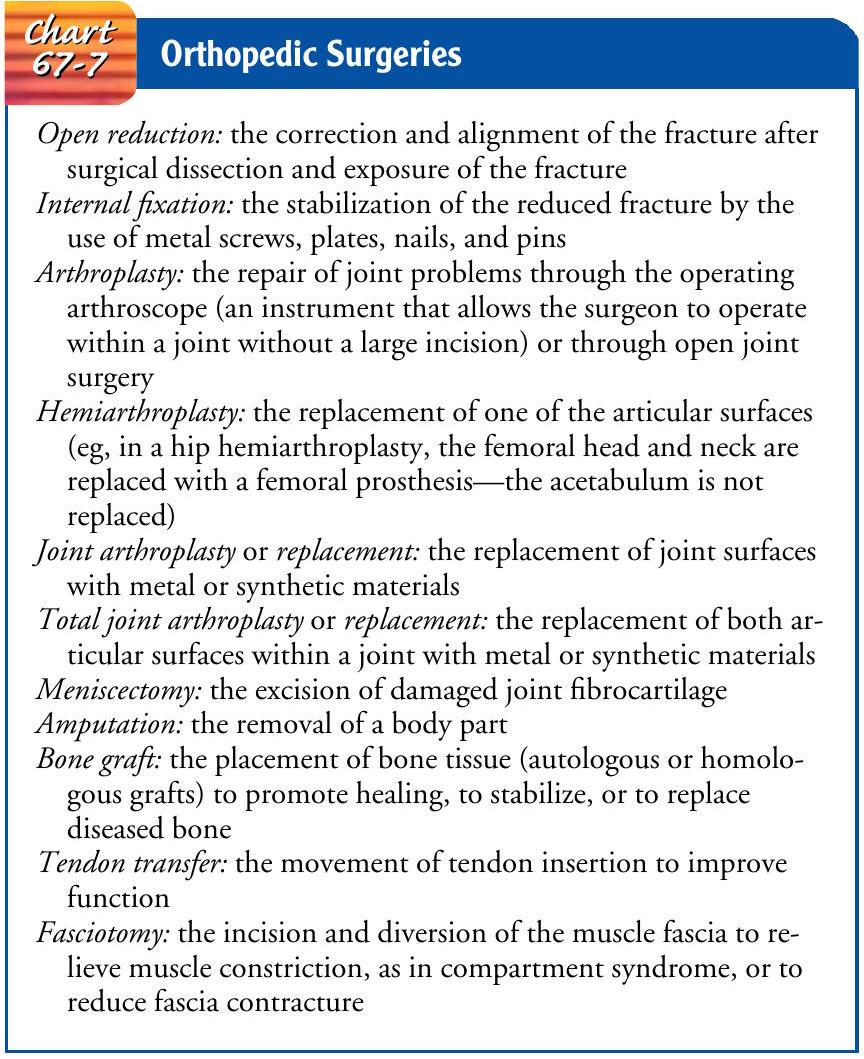 Chart
67-7
Orthopedic Surgeries
Open reduction: the correction and alignment of the fracture after
surgical dissection and exposure of the fracture
Internal fixation: the stabilization of the reduced fracture by the
use of metal screws, plates, nails, and pins
Arthroplasty: the repair of joint problems through the operating
arthroscope (an instrument that allows the surgeon to operate
within a joint without a large incision) or through open joint
surgery
Hemiarthroplasty: the replacement of one of the articular surfaces
(eg, in a hip hemiarthroplasty, the femoral head and neck are
replaced with a femoral prosthesis—the acetabulum is not
replaced)
Joint arthroplasty or replacement: the replacement of joint surfaces
with metal or synthetic materials
Total joint arthroplasty or replacement: the replacement of both ar-
ticular surfaces within a joint with metal or synthetic materials
Meniscectomy: the excision of damaged joint fibrocartilage
Amputation: the removal of a body part
Bone graft: the placement of bone tissue (autologous or homolo-
gous grafts) to promote healing, to stabilize, or to replace
diseased bone
Tendon transfer: the movement of tendon insertion to improve
function
Fasciotomy: the incision and diversion of the muscle fascia to re-
lieve muscle constriction, as in compartment syndrome, or to
reduce fascia contracture